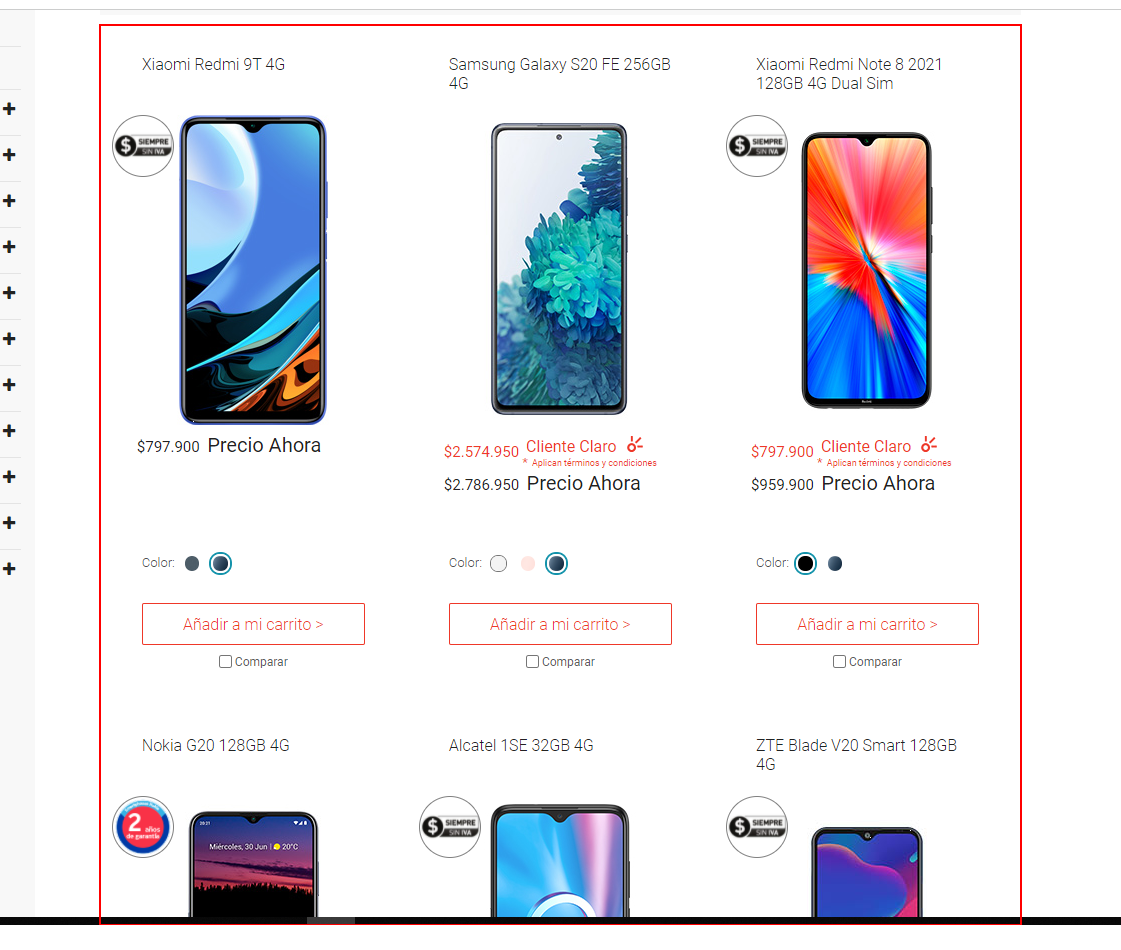 Xiaomi Redmi 9T 4G
SIEMPRE
SIN IVA
$797.900 Precio Ahora
Color:
Añadir a mi carrito >
Comparar
Samsung Galaxy S20 FE 256GB
4G
$2.574.950 Cliente Claro
* Aplican términos y condiciones
$2.786.950 Precio Ahora
Color:
Añadir a mi carrito >
Comparar
Xiaomi Redmi Note 8 2021
128GB 4G Dual Sim
SIEMPRE
SIN IVA
$797.900 Cliente Claro
* Aplican términos y condiciones
$959.900 Precio Ahora
Color:
Añadir a mi carrito >
Comparar
Nokia G20 128GB 4G
2 años
de garantía
20:21
Miércoles, 30 Jun | 20°C
Alcatel 1SE 32GB 4G
SIEMPRE
SIN IVA
ZTE Blade V20 Smart 128GB
4G
SIEMPRE
SIN IVA